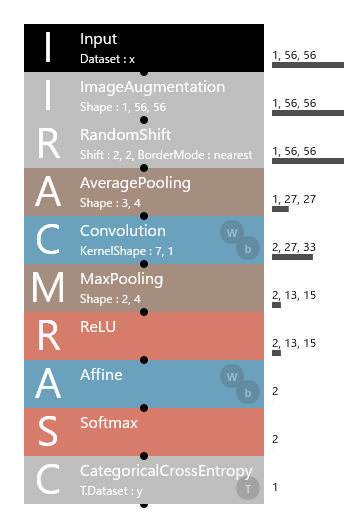 I Input
Dataset : x
1, 56, 56
I ImageAugmentation
Shape : 1, 56, 56
1, 56, 56
R RandomShift
Shift : 2, 2, BorderMode : nearest
1, 56, 56
A AveragePooling
Shape : 3, 4
1, 27, 27
C Convolution
KernelShape : 7, 1
W
b
2, 27, 33
M MaxPooling
Shape : 2, 4
2, 13, 15
R ReLU
2, 13, 15
A Affine
W
b
2
S Softmax
2
C CategoricalCrossEntropy
T.Dataset : y
T
1